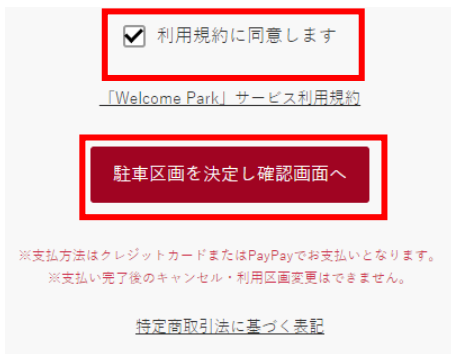 利用規約に同意します
「Welcome Park」サービス利用規約
駐車区画を決定し確認画面へ
※支払方法はクレジットカードまたはPayPayでお支払いとなります。
※支払い完了後のキャンセル・利用区画変更はできません。
特定商取引法に基づく表記